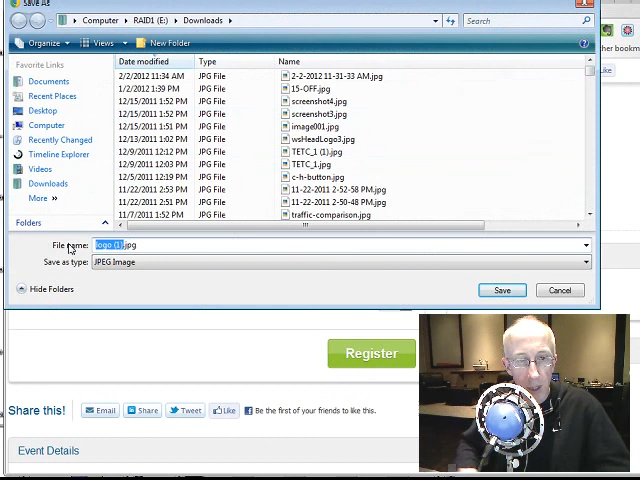 Save As
Computer ▸ RAID1 (E:) ▸ Downloads ▸
Search
Organize Views New Folder
Favorite Links
Documents
Recent Places
Desktop
Computer
Recently Changed
Timeline Explorer
Videos
Downloads
More »
Folders
Date modified Type Name
2/2/2012 11:34 AM JPG File 2-2-2012 11-31-33 AM.jpg
1/2/2012 1:39 PM JPG File 15-OFF.jpg
12/15/2011 1:52 PM JPG File screenshot4.jpg
12/15/2011 1:52 PM JPG File screenshot3.jpg
12/15/2011 1:52 PM JPG File image001.jpg
12/13/2011 1:02 PM JPG File wsHeadLogo3.jpg
12/9/2011 12:12 PM JPG File TETC_1 (1).jpg
12/9/2011 12:03 PM JPG File TETC_1.jpg
12/5/2011 12:19 PM JPG File c-h-button.jpg
11/22/2011 2:53 PM JPG File 11-22-2011 2-52-58 PM.jpg
11/22/2011 2:51 PM JPG File 11-22-2011 2-50-48 PM.jpg
11/7/2011 1:52 PM JPG File traffic-comparison.jpg
File name: logo (1).jpg
Save as type: JPEG Image
Hide Folders
Save Cancel
her bookm
Like
Register
Share this! Email Share Tweet Like Be the first of your friends to like this.
Event Details